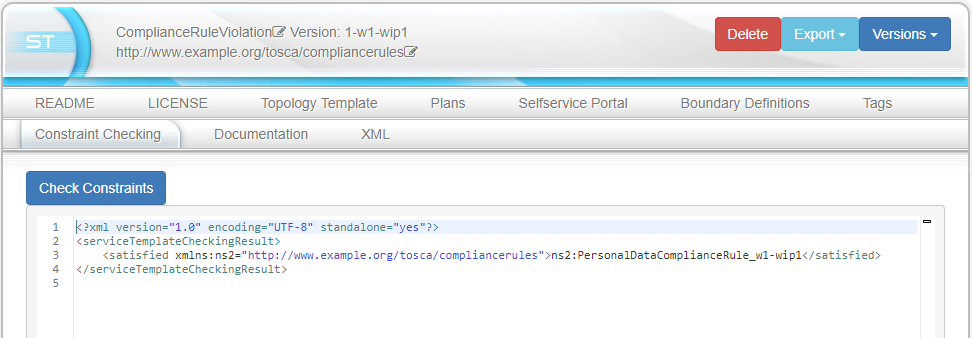 ST
ComplianceRuleViolation Version: 1-w1-wip1
http://www.example.org/tosca/compliancerules
Delete Export Versions
README LICENSE Topology Template Plans Selfservice Portal Boundary Definitions Tags
Constraint Checking Documentation XML
Check Constraints
1 <?xml version="1.0" encoding="UTF-8" standalone="yes"?>
2 <serviceTemplateCheckingResult>
3 <satisfied xmlns:ns2="http://www.example.org/tosca/compliancerules">ns2:PersonalDataComplianceRule_w1-wip1</satisfied>
4 </serviceTemplateCheckingResult>
5